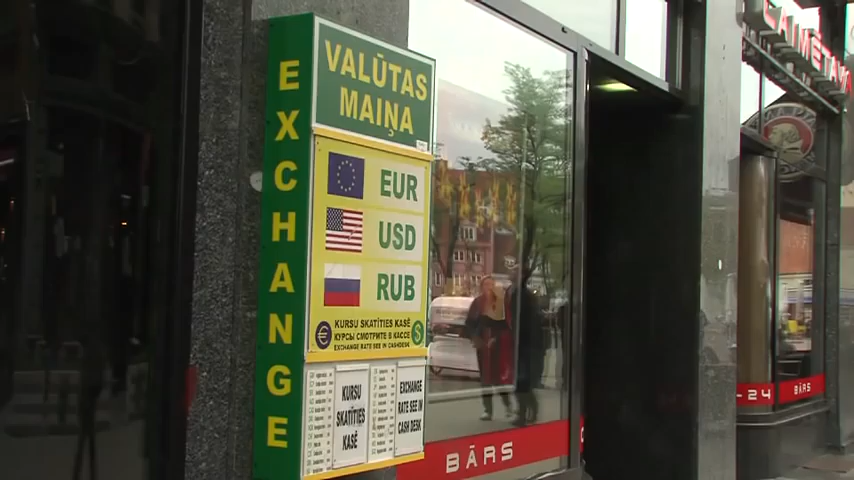 EXCHANGE
VALŪTAS
MAIŅA
EUR
USD
RUB
KURSU SKATĪTIES KASĒ
КУРСЫ СМОТРИТЕ В КАССЕ
EXCHANGE RATE SEE IN CASHDESK
€
$
KURSU
SKATĪTIES
KASĒ
EXCHANGE
RATE SEE IN
CASH DESK
BĀRS
-24
BĀRS